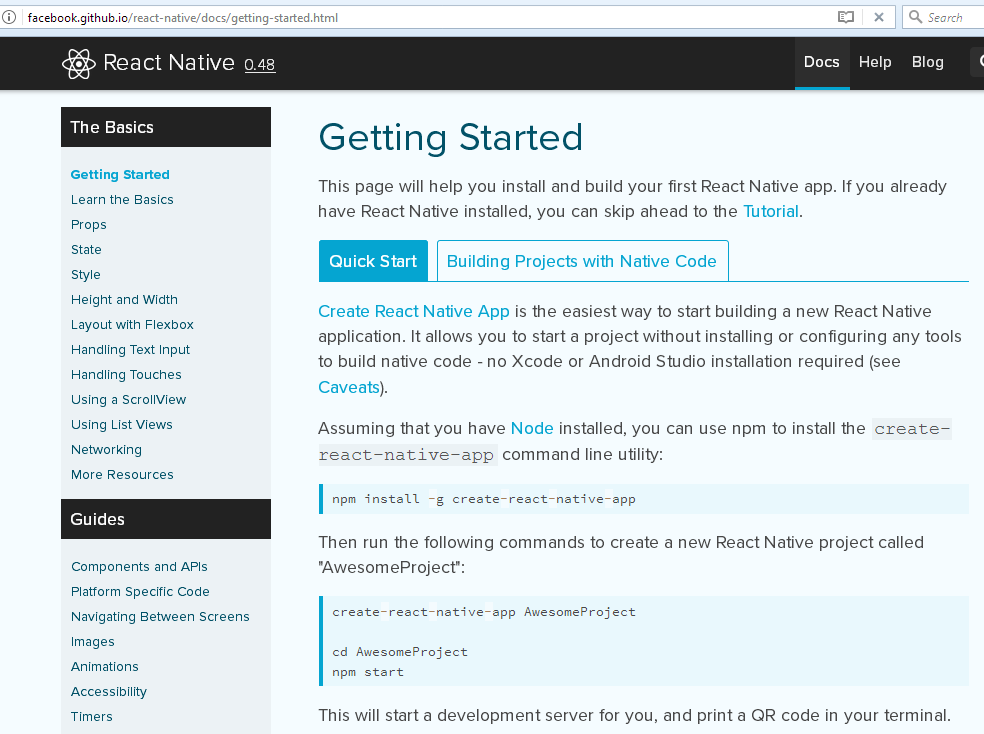 facebook.github.io/react-native/docs/getting-started.html
Search
React Native 0.48
Docs
Help
Blog
The Basics
Getting Started
Learn the Basics
Props
State
Style
Height and Width
Layout with Flexbox
Handling Text Input
Handling Touches
Using a ScrollView
Using List Views
Networking
More Resources
Guides
Components and APIs
Platform Specific Code
Navigating Between Screens
Images
Animations
Accessibility
Timers
Getting Started
This page will help you install and build your first React Native app. If you already
have React Native installed, you can skip ahead to the Tutorial.
Quick Start
Building Projects with Native Code
Create React Native App is the easiest way to start building a new React Native
application. It allows you to start a project without installing or configuring any tools
to build native code - no Xcode or Android Studio installation required (see
Caveats).
Assuming that you have Node installed, you can use npm to install the create-
react-native-app command line utility:
npm install -g create-react-native-app
Then run the following commands to create a new React Native project called
"AwesomeProject":
create-react-native-app AwesomeProject
cd AwesomeProject
npm start
This will start a development server for you, and print a QR code in your terminal.